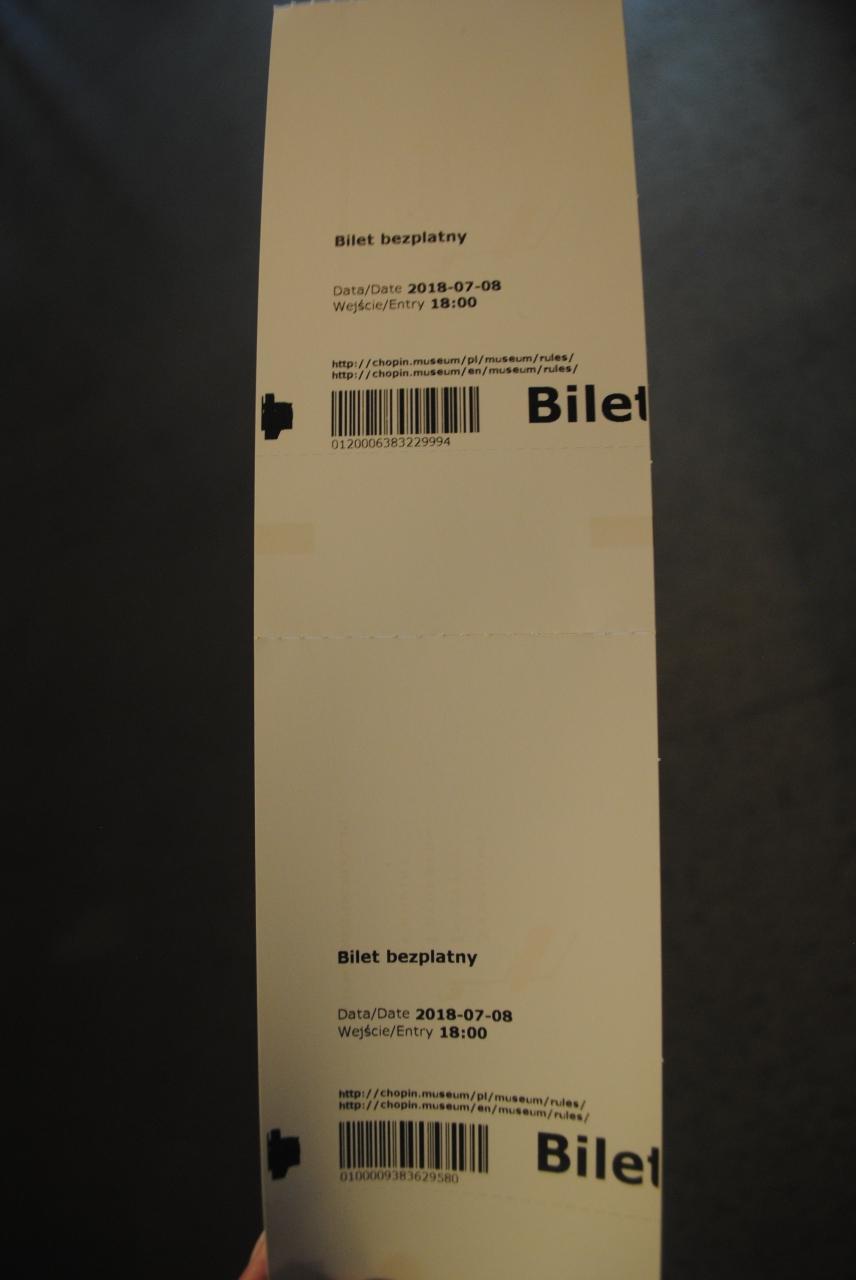 Bilet bezplatny
Data/Date 2018-07-08
Wejście/Entry 18:00
http://chopin.museum/pl/museum/rules/
http://chopin.museum/en/museum/rules/
0120006383229994
Bilet
Bilet bezplatny
Data/Date 2018-07-08
Wejście/Entry 18:00
http://chopin.museum/pl/museum/rules/
http://chopin.museum/en/museum/rules/
0100009383629580
Bilet